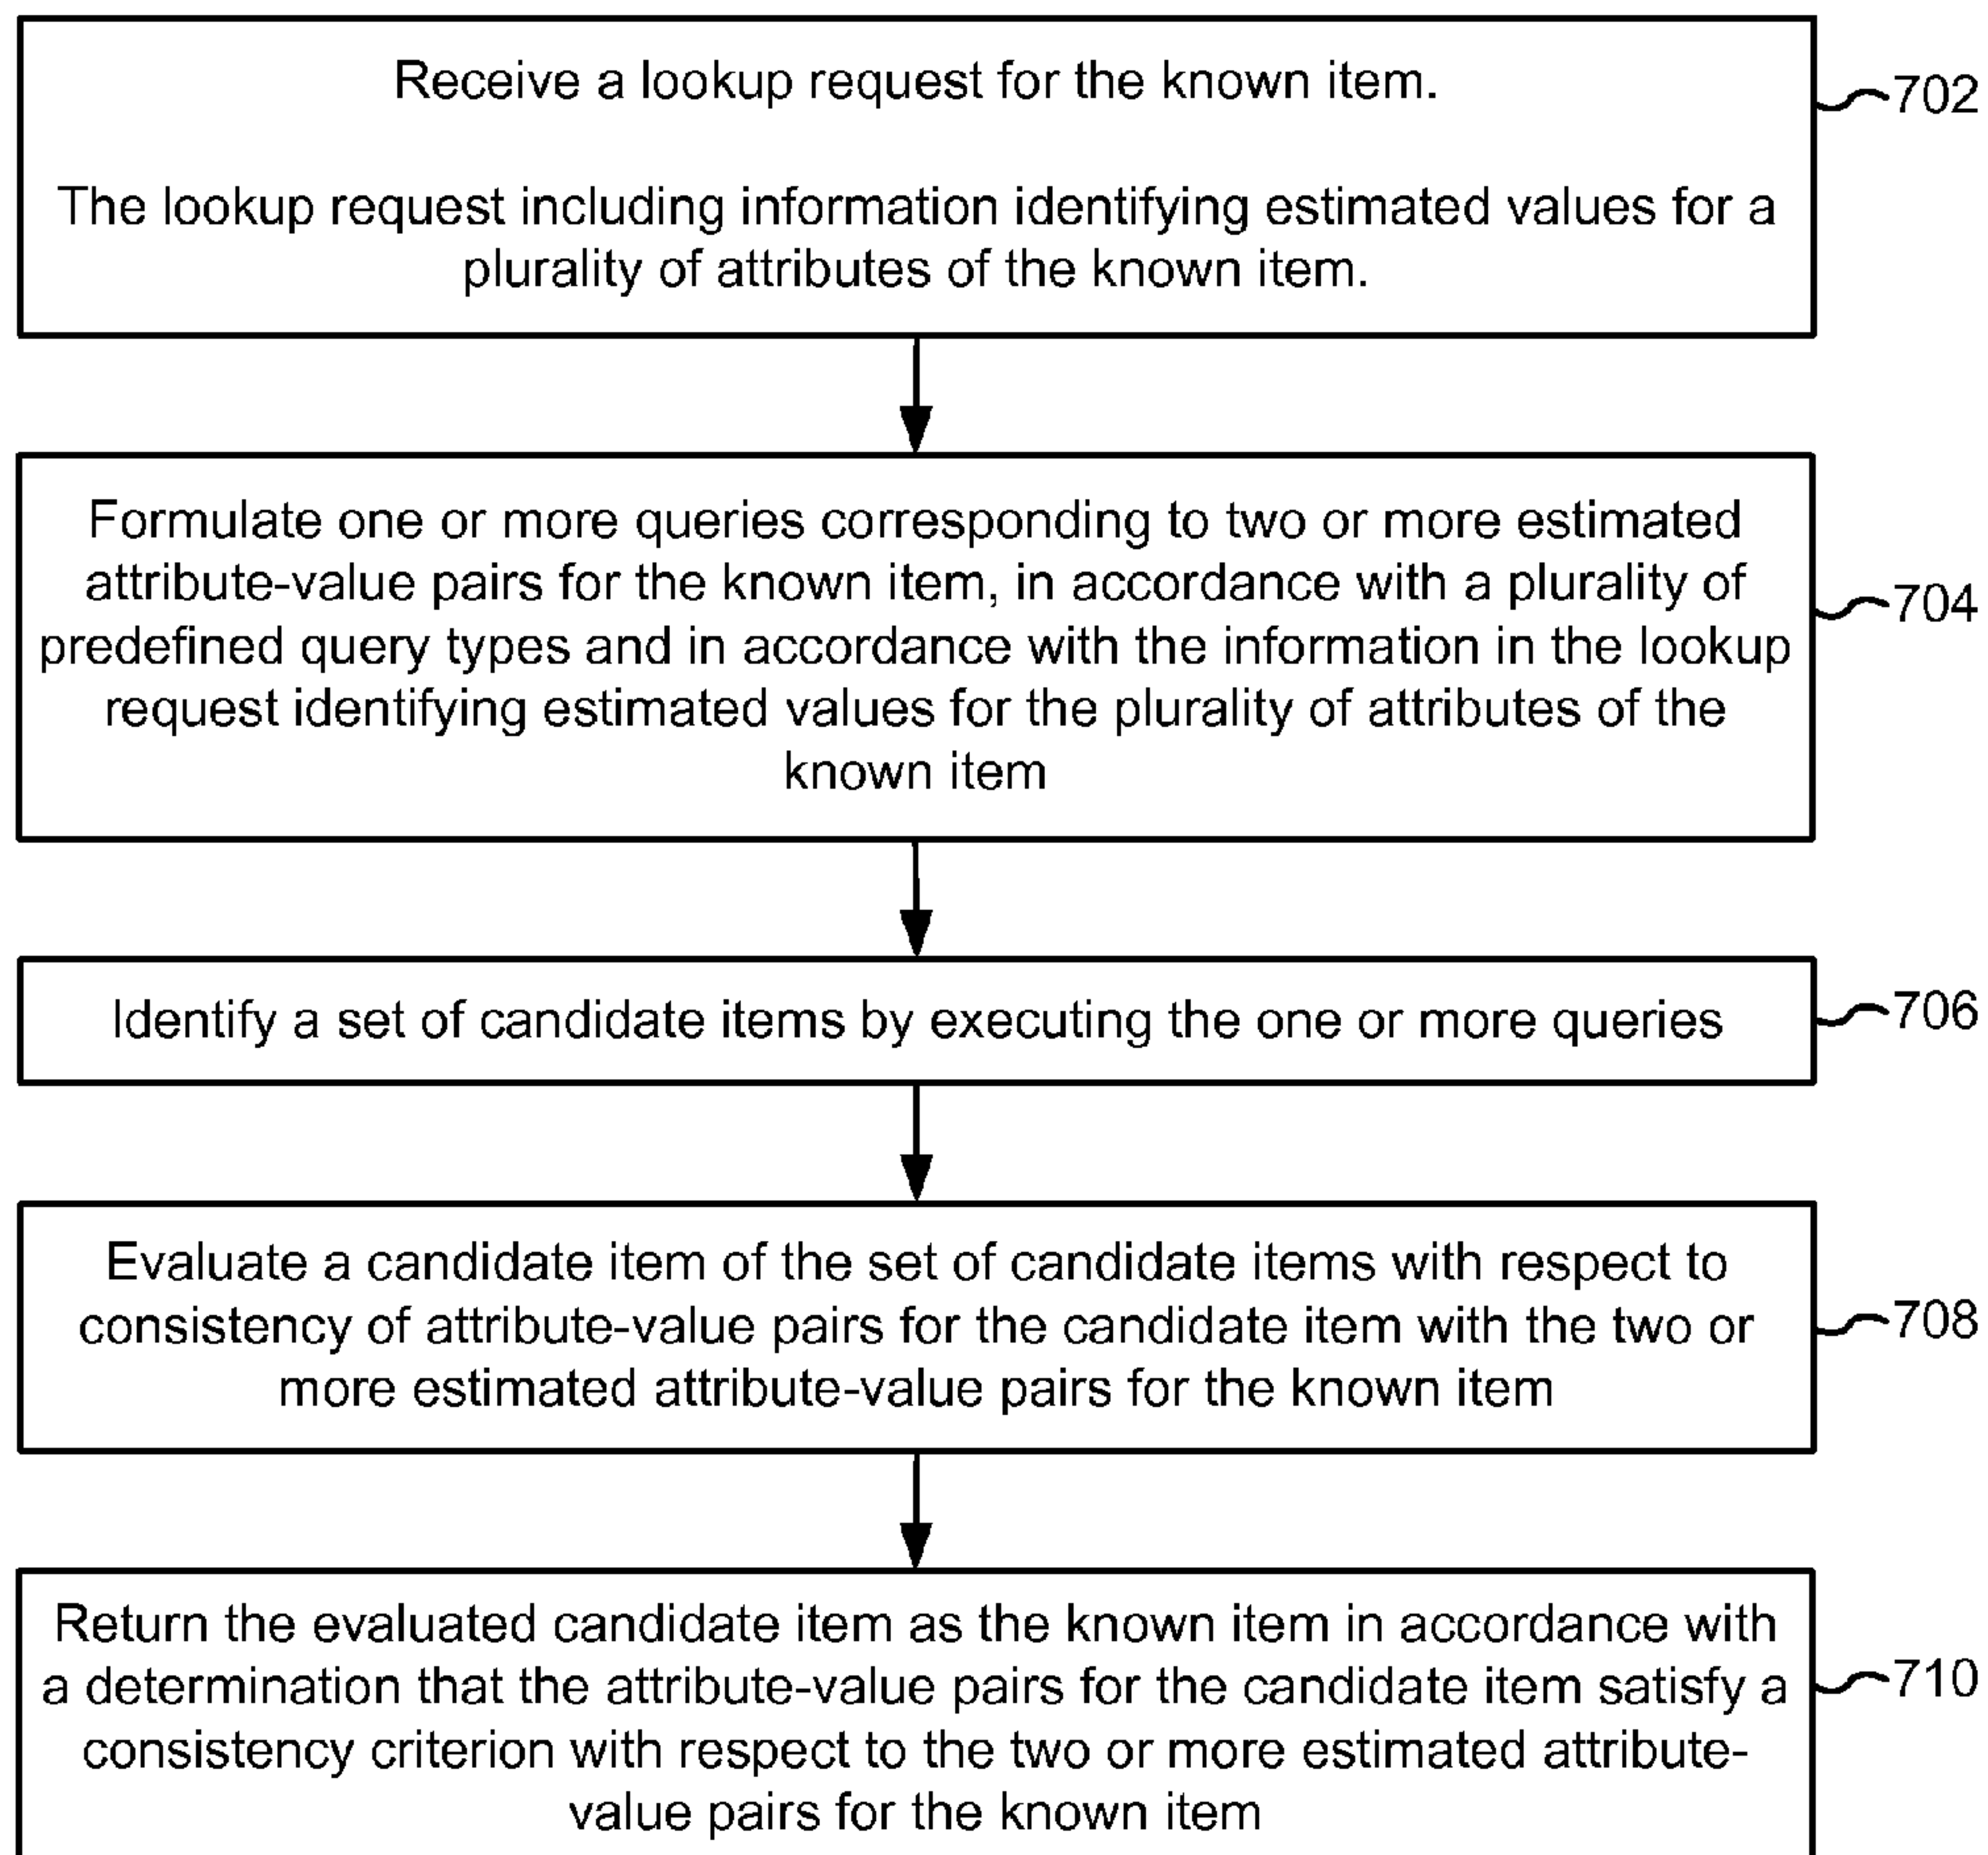 Receive a lookup request for the known item.
702
The lookup request including information identifying estimated values for a
plurality of attributes of the known item.
Formulate one or more queries corresponding to two or more estimated
attribute-value pairs for the known item, in accordance with a plurality of
704
predefined query types and in accordance with the information in the lookup
request identifying estimated values for the plurality of attributes of the
known item
Identify a set of candidate items by executing the one or more queries
706
Evaluate a candidate item of the set of candidate items with respect to
consistency of attribute-value pairs for the candidate item with the two or
708
more estimated attribute-value pairs for the known item
Return the evaluated candidate item as the known item in accordance with
a determination that the attribute-value pairs for the candidate item satisfy a
710
consistency criterion with respect to the two or more estimated attribute-
value pairs for the known item